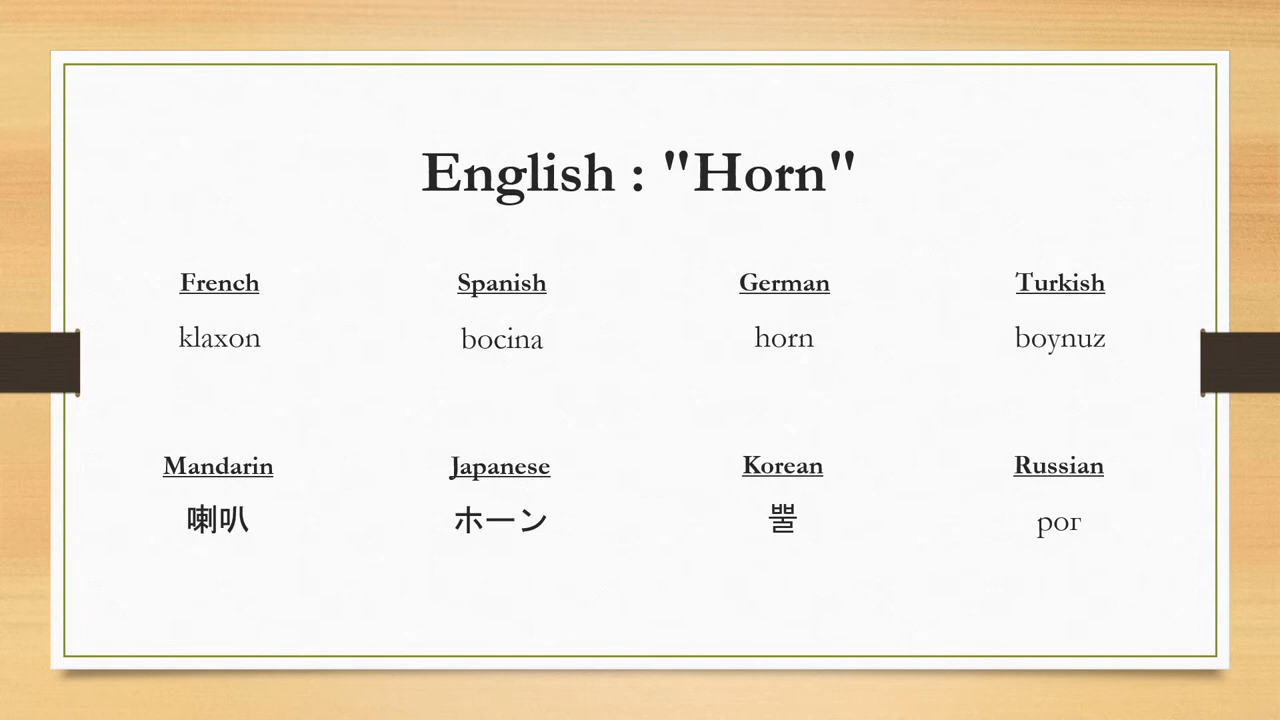 English : "Horn"
French
klaxon
Spanish
bocina
German
horn
Turkish
boynuz
Mandarin
喇叭
Japanese
ホーン
Korean
뿔
Russian
рог